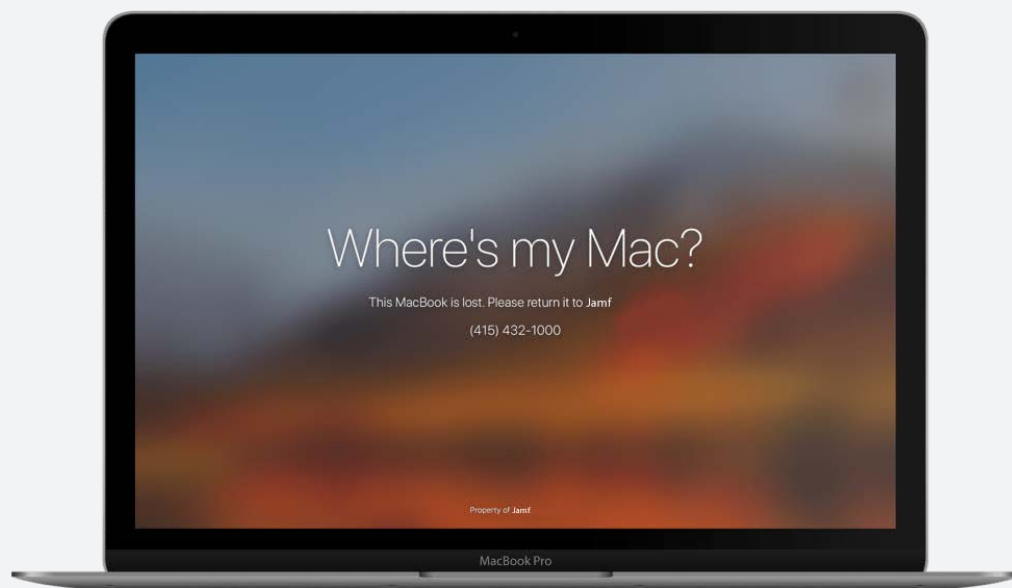 Where's my Mac?
This MacBook is lost. Please return it to Jamf
(415) 432-1000
Property of Jamf
MacBook Pro